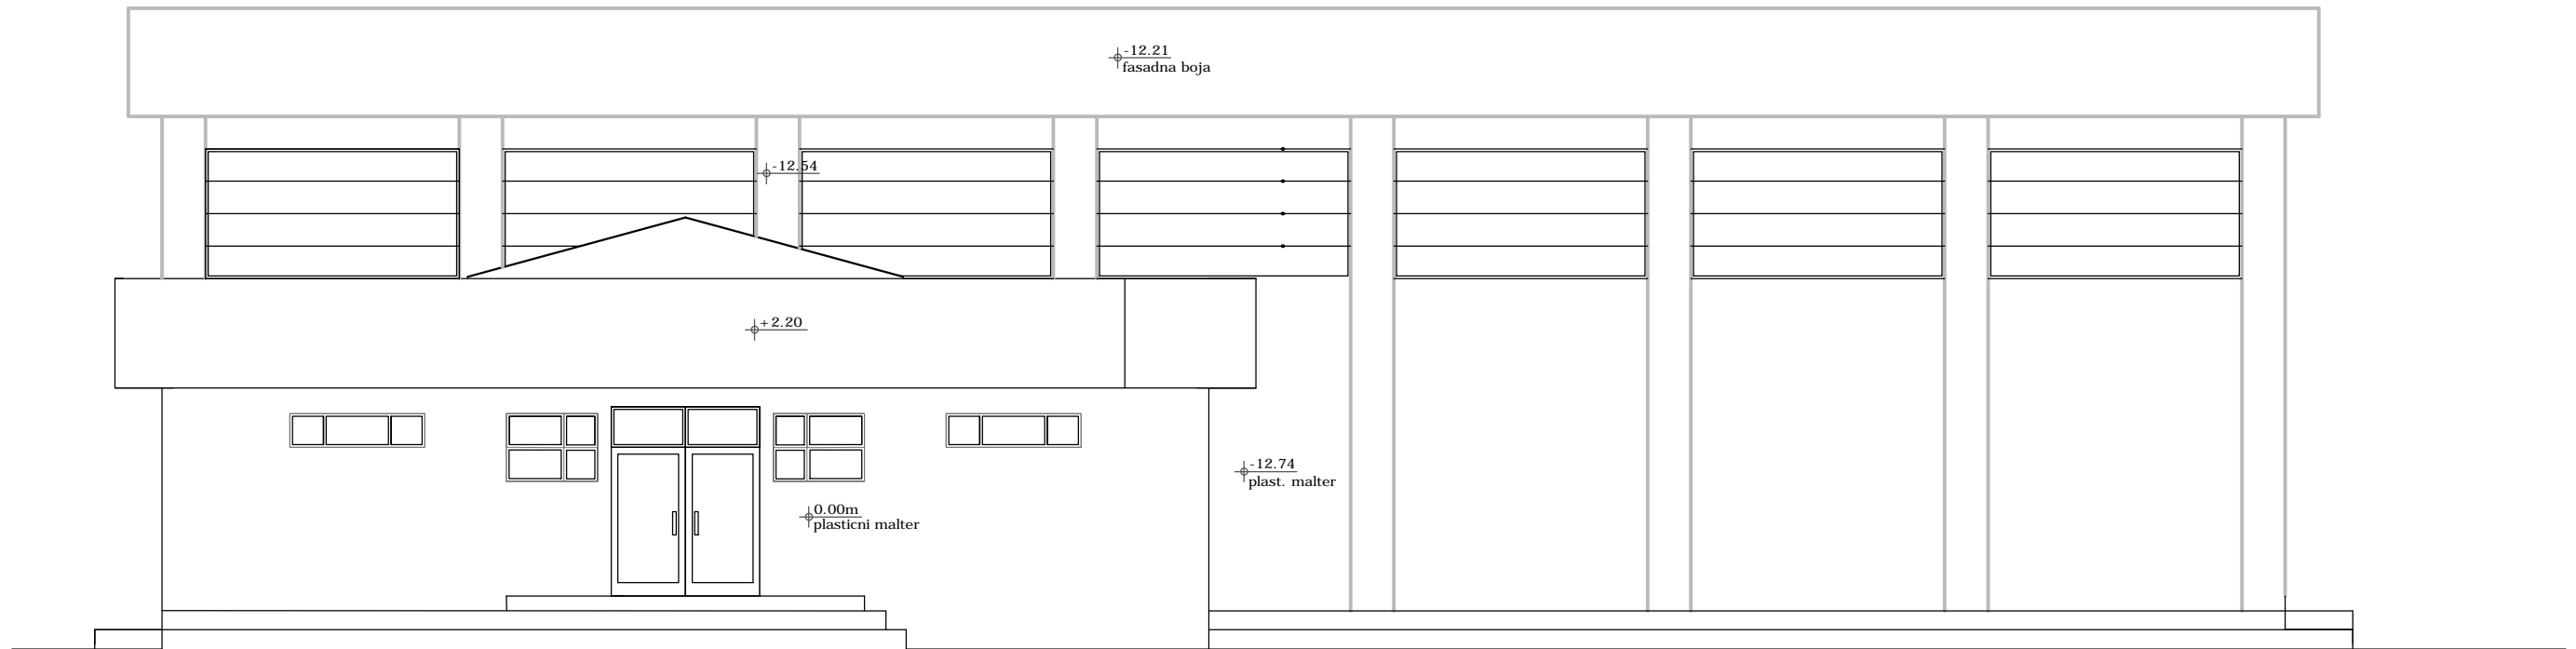 -12.21
fasadna boja
-12.54
+2.20
-12.74
plast. malter
0.00m
plasticni malter